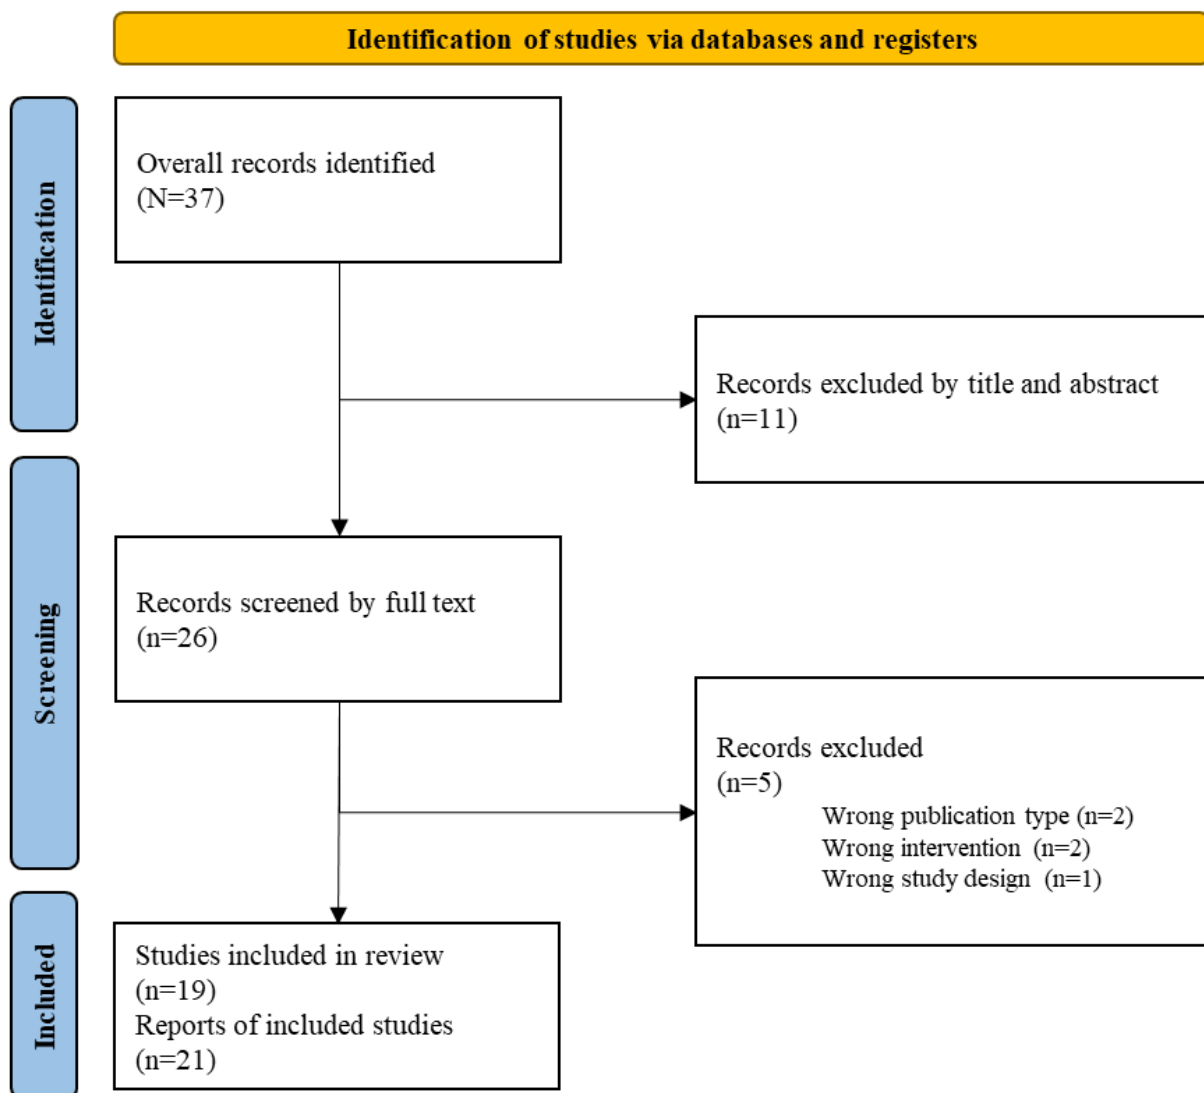 Identification of studies via databases and registers
Identification
Overall records identified
(N=37)
Records excluded by title and abstract
(n=11)
Screening
Records screened by full text
(n=26)
Records excluded
(n=5)
Wrong publication type (n=2)
Wrong intervention (n=2)
Wrong study design (n=1)
Included
Studies included in review
(n=19)
Reports of included studies
(n=21)